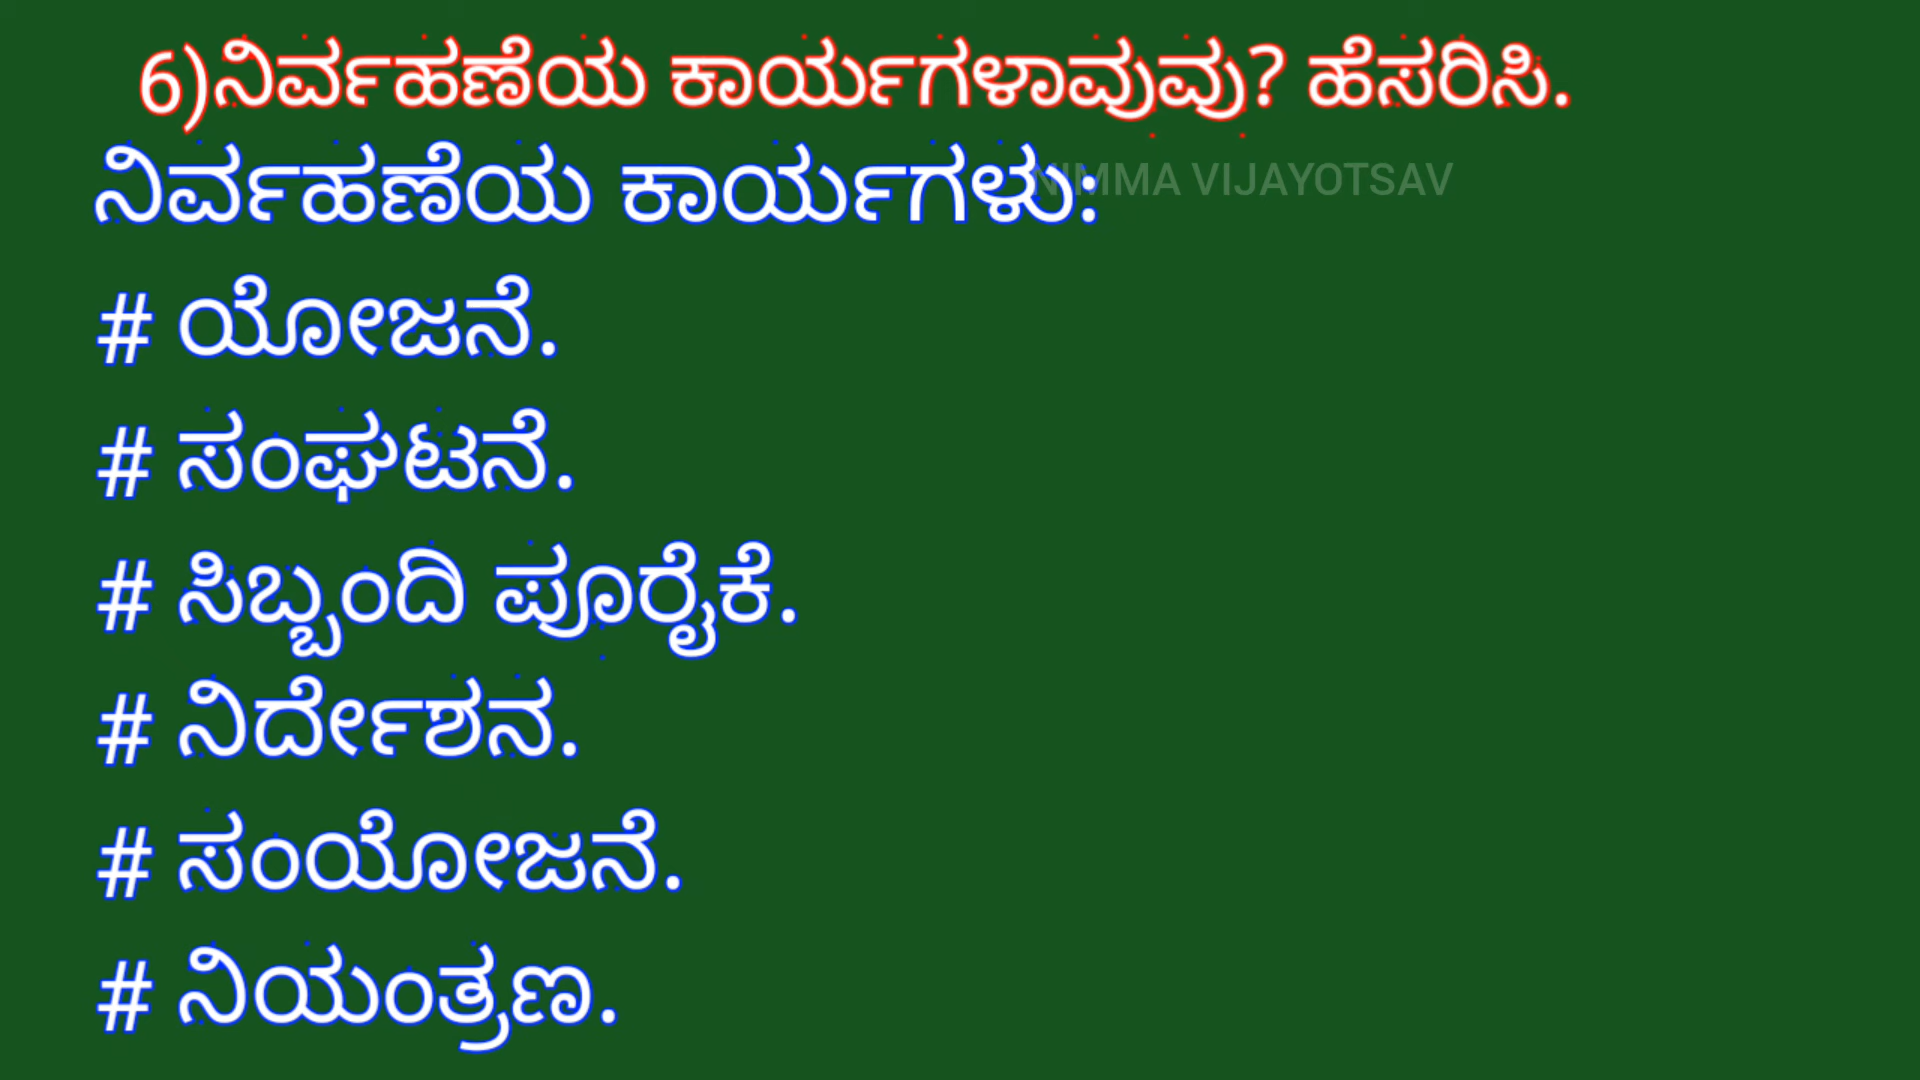 6)ನಿರ್ವಹಣೆಯ ಕಾರ್ಯಗಳಾವುವು? ಹೆಸರಿಸಿ.
ನಿರ್ವಹಣೆಯ ಕಾರ್ಯಗಳು:
NIMMA VIJAYOTSAV
# ಯೋಜನೆ.
# ಸಂಘಟನೆ.
# ಸಿಬ್ಬಂದಿ ಪೂರೈಕೆ.
# ನಿರ್ದೇಶನ.
# ಸಂಯೋಜನೆ.
# ನಿಯಂತ್ರಣ.